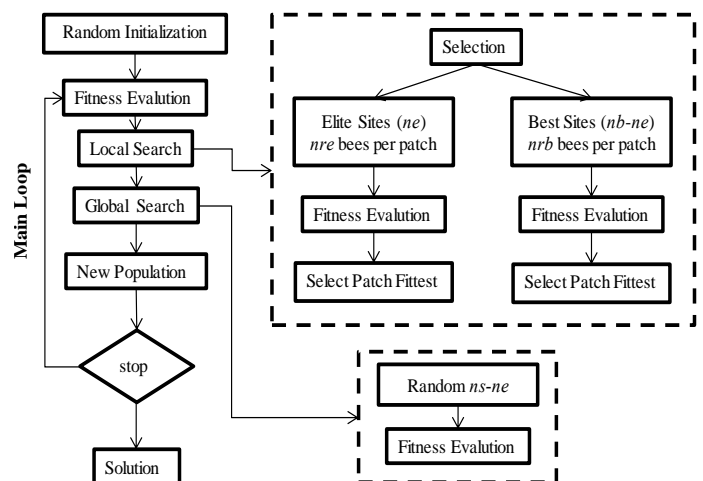 Random Initialization
Fitness Evalution
Local Search
Global Search
New Population
stop
Solution
Main Loop
Selection
Elite Sites (ne)
nre bees per patch
Best Sites (nb-ne)
nrb bees per patch
Fitness Evalution
Fitness Evalution
Select Patch Fittest
Select Patch Fittest
Random ns-ne
Fitness Evalution